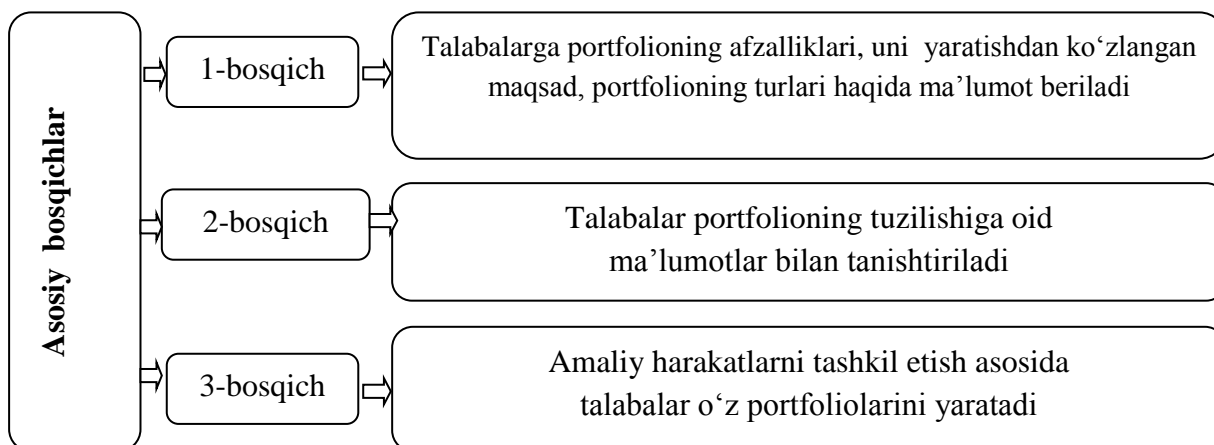 Asosiy bosqichlar
1-bosqich
Talabalarga portfolioning afzalliklari, uni yaratishdan ko‘zlangan
maqsad, portfolioning turlari haqida ma’lumot beriladi
2-bosqich
Talabalar portfolioning tuzilishiga oid
ma’lumotlar bilan tanishtiriladi
3-bosqich
Amaliy harakatlarni tashkil etish asosida
talabalar o‘z portfoliolarini yaratadi